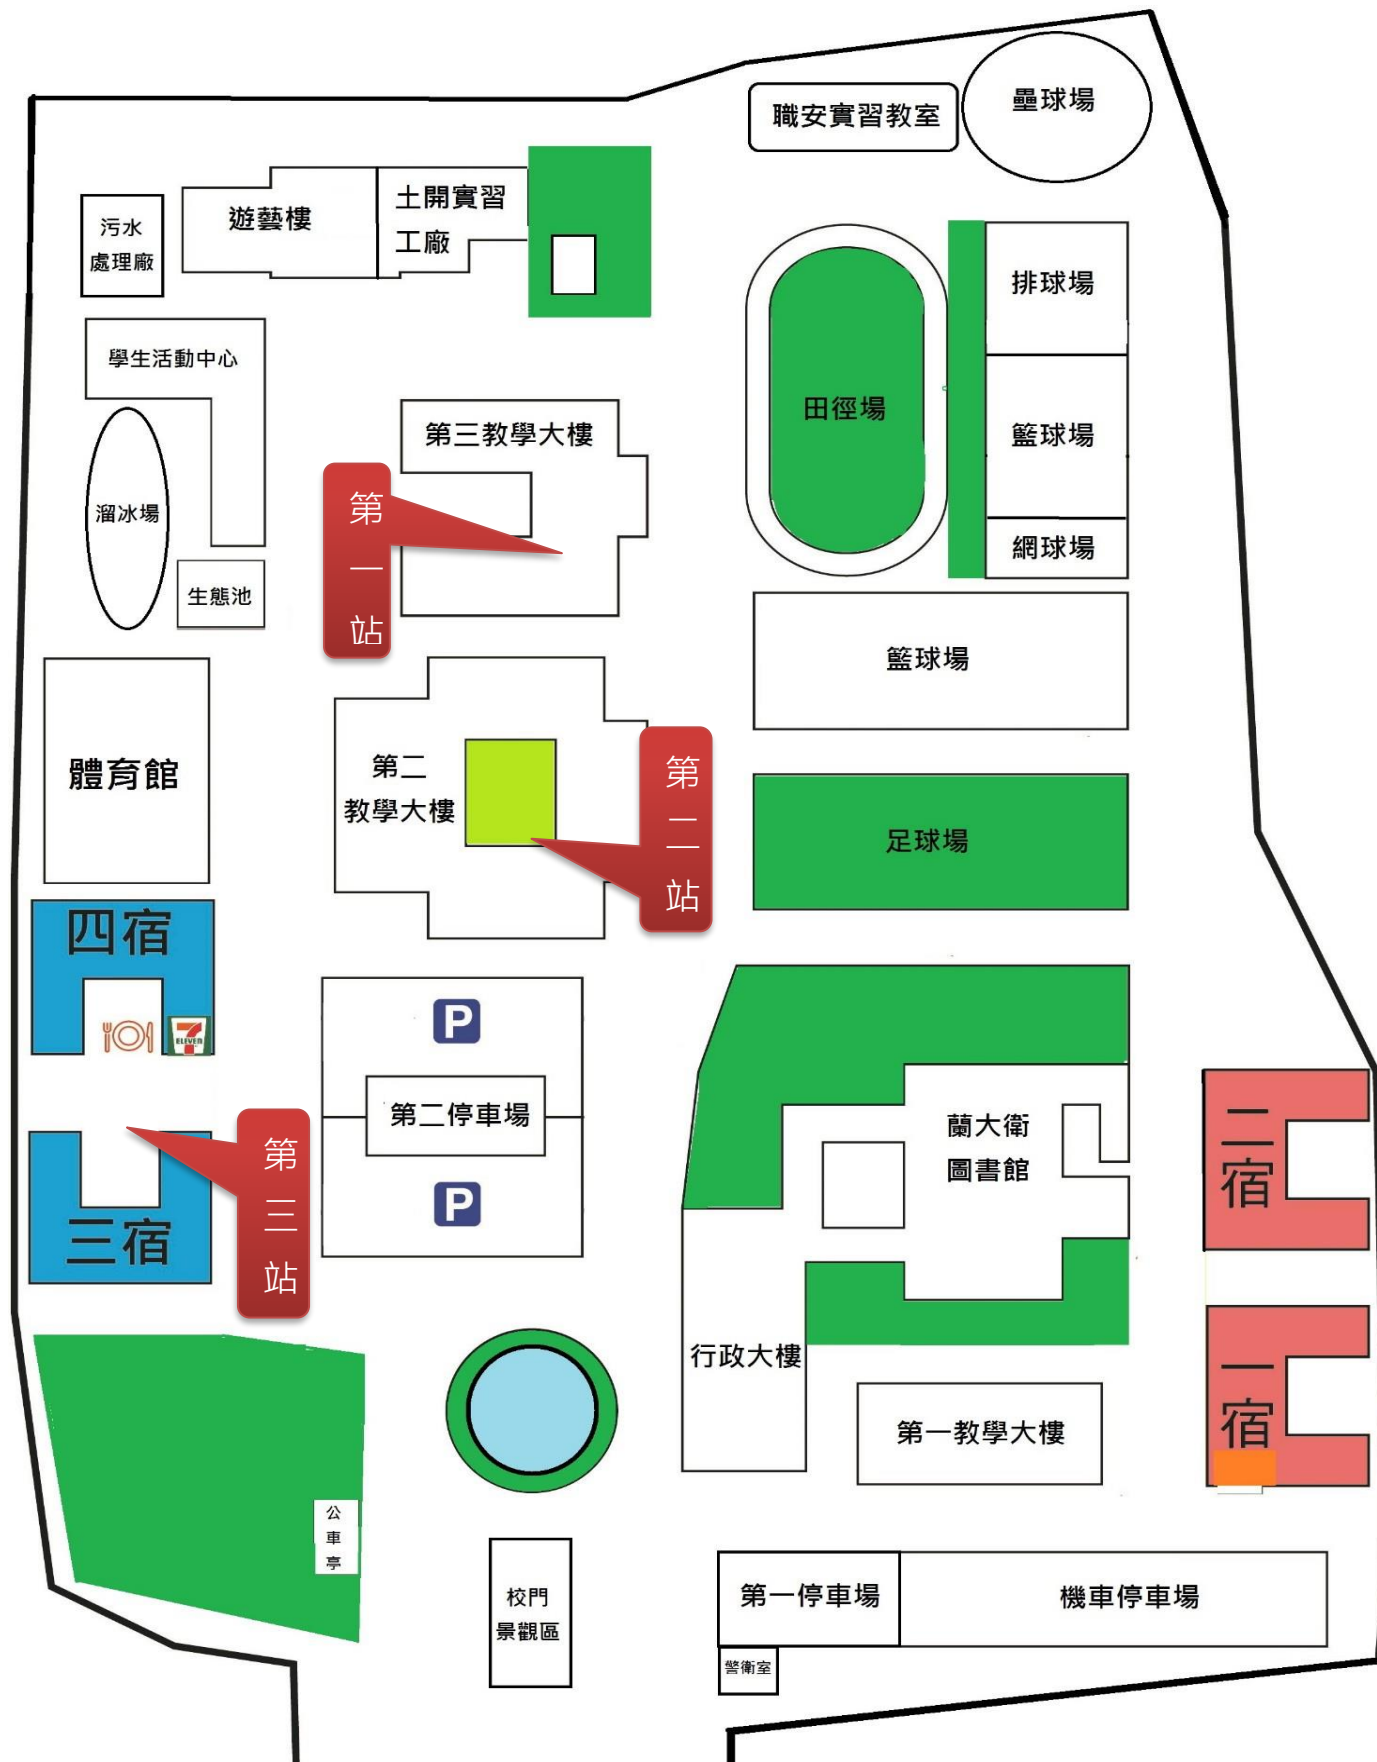 職安實習教室
壘球場
污水
處理廠
遊藝樓
土開實習
工廠
排球場
學生活動中心
田徑場
籃球場
第三教學大樓
溜冰場
第
一
站
網球場
生態池
籃球場
體育館
第二
教學大樓
第
二
站
足球場
四宿
7
ELEVEN
P
第二停車場
P
蘭大衛
圖書館
二
宿
第
三
站
三宿
行政大樓
第一教學大樓
一
宿
公
車
亭
校門
景觀區
第一停車場
機車停車場
警衛室